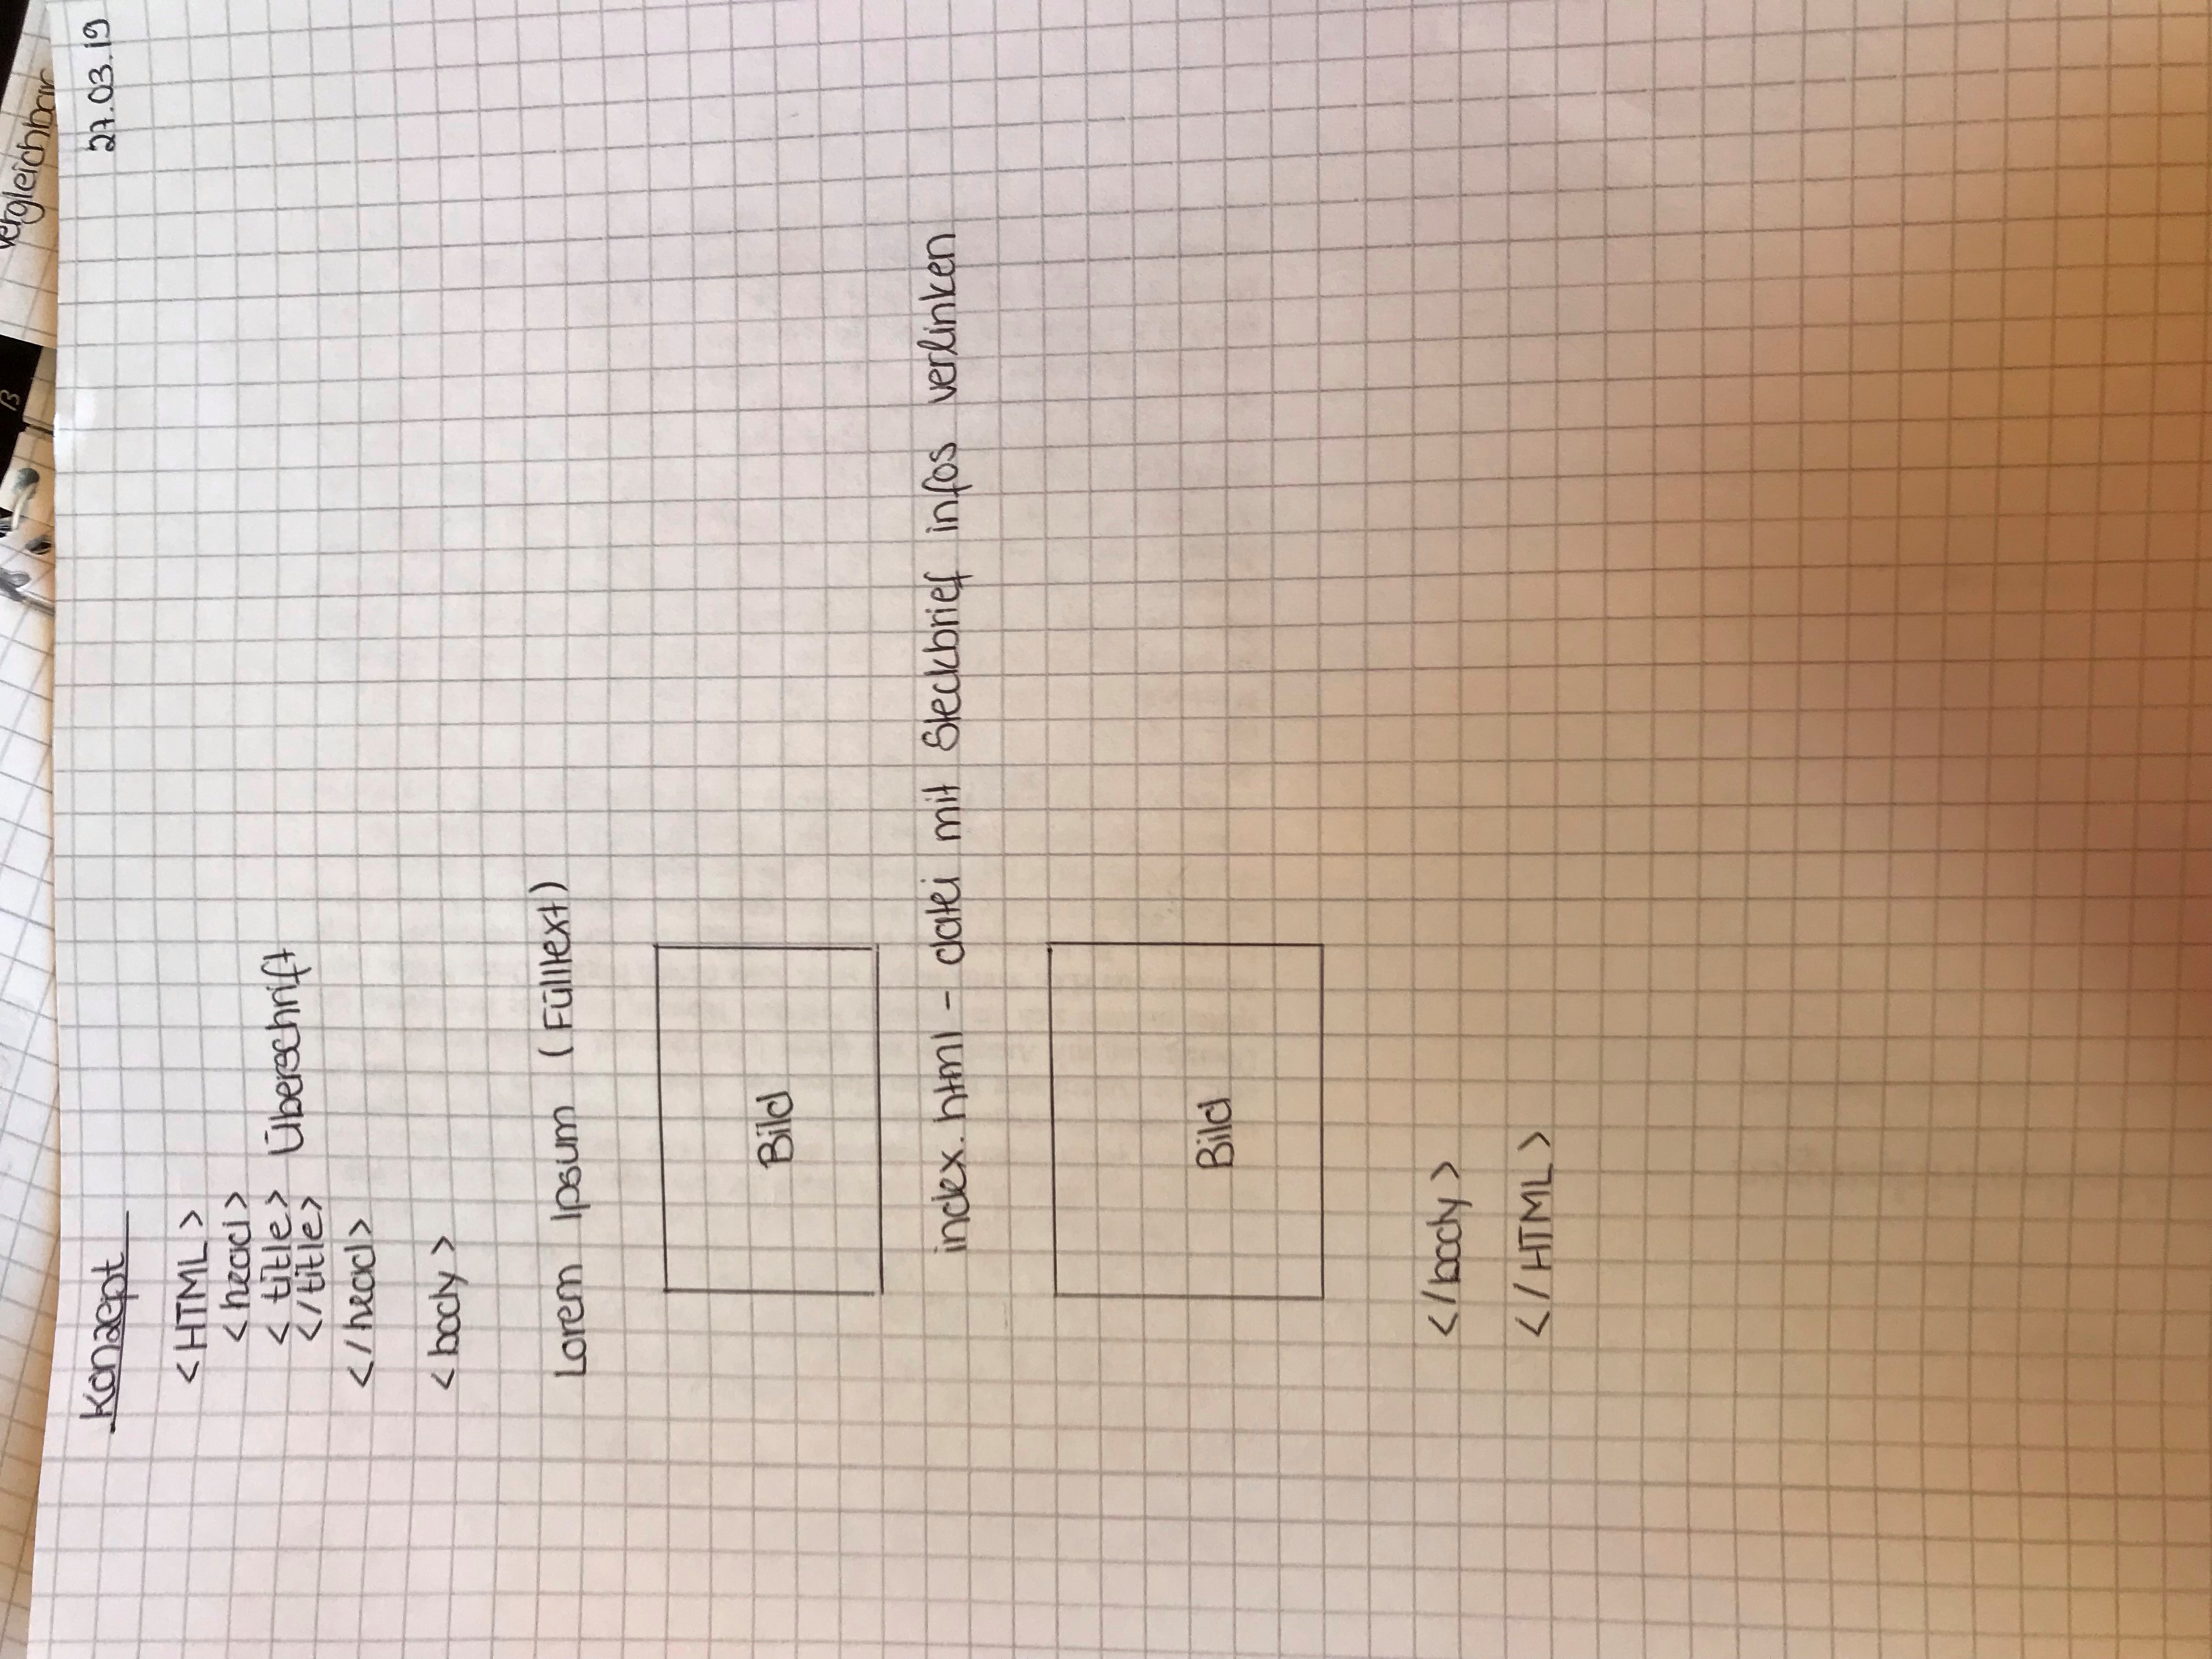 vergleichbar
27.03.19
Konzept
<HTML>
<head>
<title> Überschrift
</title>
</head>
<body>
Lorem Ipsum (Fülltext)
Bild
index.html - datei mit Steckbrief infos verlinken
Bild
</body>
</HTML>